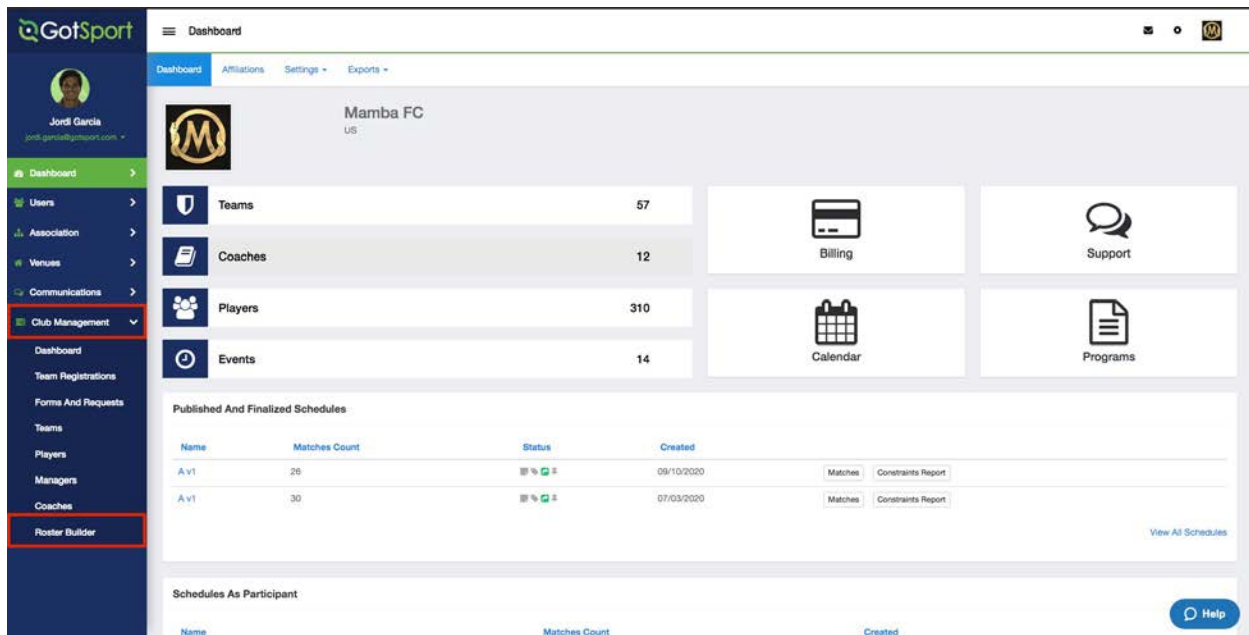 GotSport
Dashboard
Jordi Garcia
jordi.garcia@gotsport.com
Dashboard
Users
Association
Venues
Communications
Club Management
Dashboard
Team Registrations
Forms And Requests
Teams
Players
Managers
Coaches
Roster Builder
Dashboard Affiliations Settings Exports
M
Mamba FC
US
Teams 57
Coaches 12
Players 310
Events 14
Billing
Support
Calendar
Programs
Published And Finalized Schedules
Name Matches Count Status Created
A v1 26 09/10/2020 Matches Constraints Report
A v1 30 07/03/2020 Matches Constraints Report
View All Schedules
Schedules As Participant
Name Matches Count Created
Help